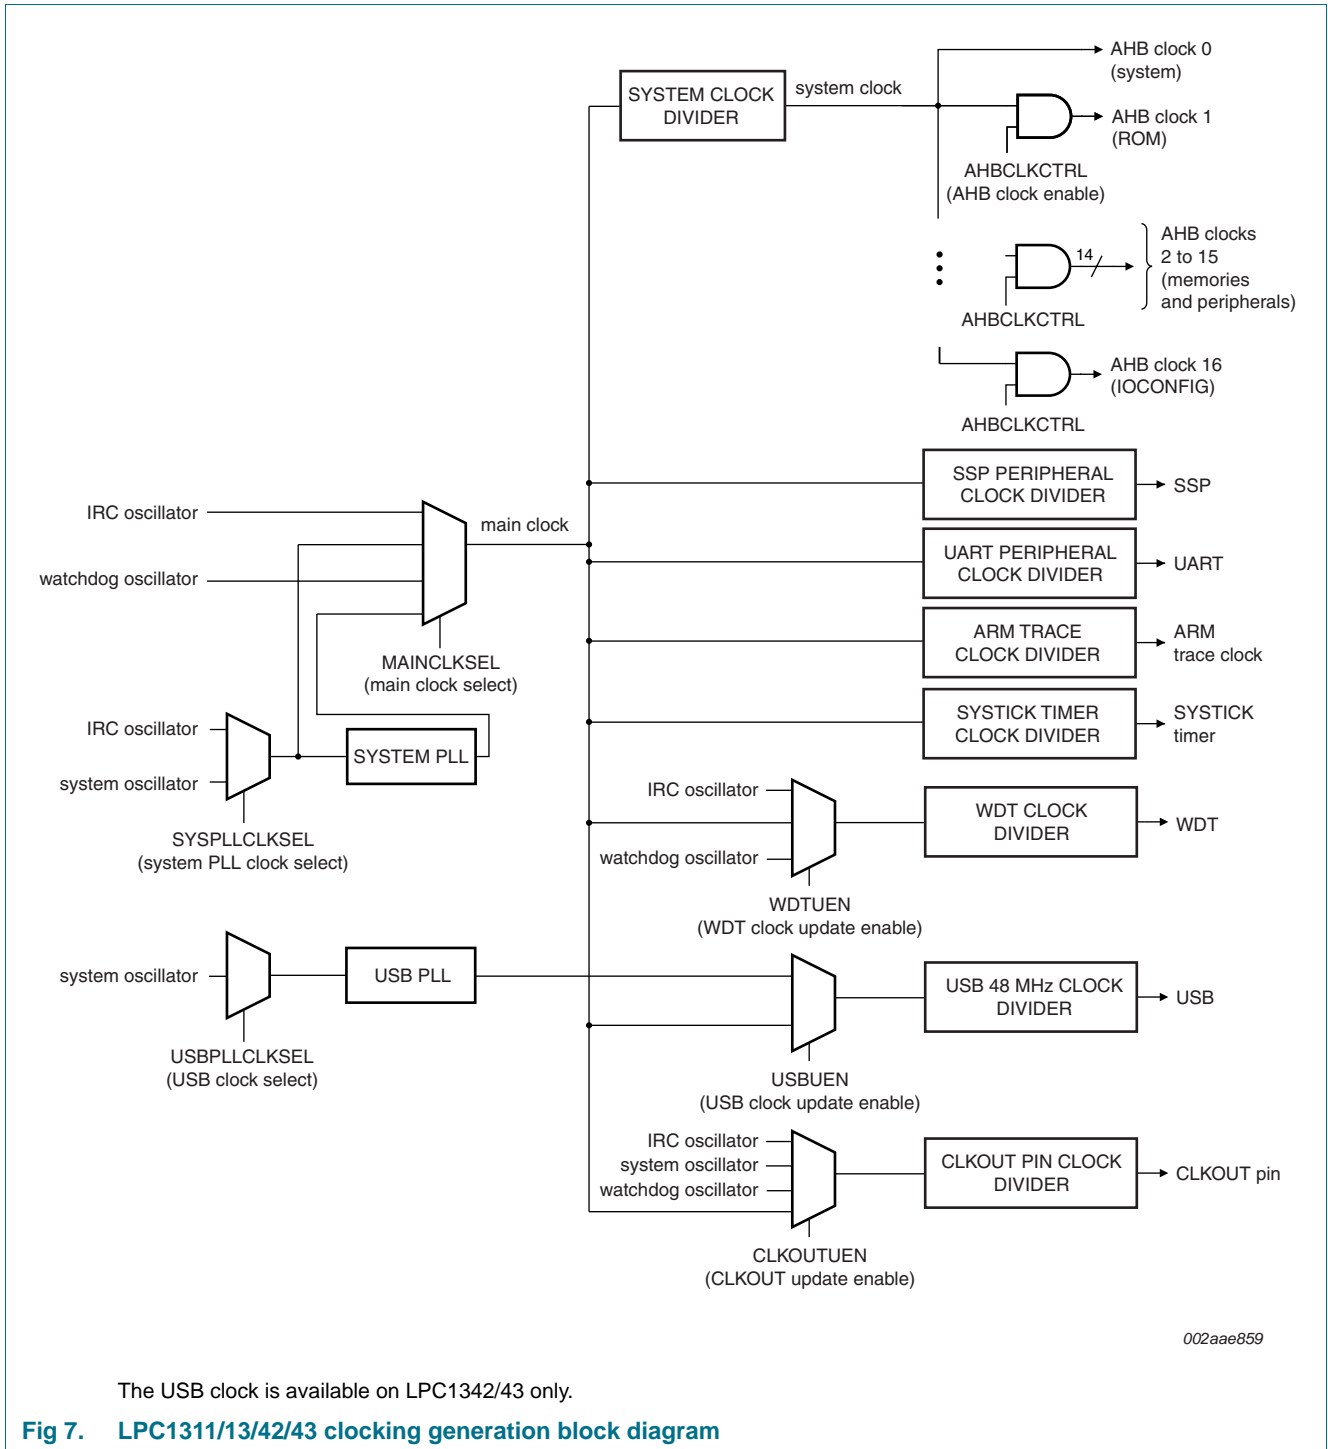 AHB clock 0
(system)
SYSTEM CLOCK
DIVIDER
system clock
AHB clock 1
(ROM)
AHBCLKCTRL
(AHB clock enable)
14
AHB clocks
2 to 15
(memories
and peripherals)
AHBCLKCTRL
AHB clock 16
(IOCONFIG)
AHBCLKCTRL
SSP PERIPHERAL
CLOCK DIVIDER
SSP
IRC oscillator
main clock
UART PERIPHERAL
CLOCK DIVIDER
UART
watchdog oscillator
ARM TRACE
CLOCK DIVIDER
ARM
trace clock
MAINCLKSEL
(main clock select)
SYSTICK TIMER
CLOCK DIVIDER
SYSTICK
timer
IRC oscillator
SYSTEM PLL
system oscillator
IRC oscillator
WDT CLOCK
DIVIDER
WDT
SYSPLLCLKSEL
(system PLL clock select)
watchdog oscillator
WDTUEN
(WDT clock update enable)
system oscillator
USB PLL
USB 48 MHz CLOCK
DIVIDER
USB
USBPLLCLKSEL
(USB clock select)
USBUEN
(USB clock update enable)
IRC oscillator
system oscillator
watchdog oscillator
CLKOUT PIN CLOCK
DIVIDER
CLKOUT pin
CLKOUTUEN
(CLKOUT update enable)
002aae859
The USB clock is available on LPC1342/43 only.
Fig 7. LPC1311/13/42/43 clocking generation block diagram